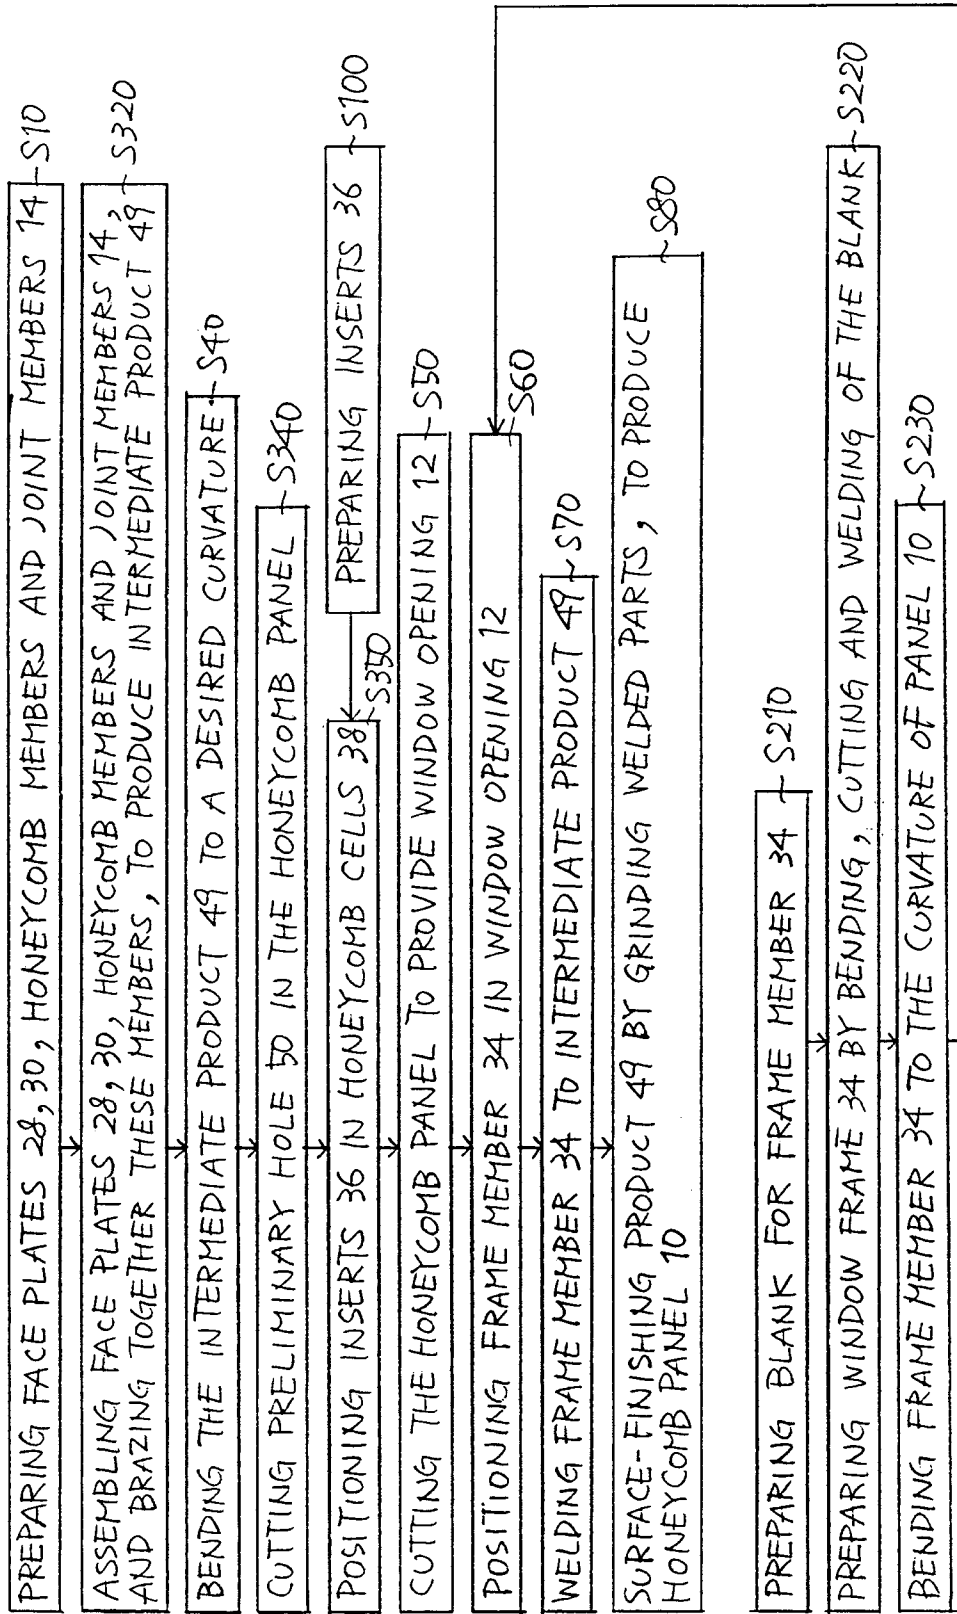 PREPARING FACE PLATES 28, 30, HONEYCOMB MEMBERS AND JOINT MEMBERS 14 ~S10
ASSEMBLING FACE PLATES 28, 30, HONEYCOMB MEMBERS AND JOINT MEMBERS 14, ~S320
AND BRAZING TOGETHER THESE MEMBERS, TO PRODUCE INTERMEDIATE PRODUCT 49
BENDING THE INTERMEDIATE PRODUCT 49 TO A DESIRED CURVATURE ~S40
CUTTING PRELIMINARY HOLE 50 IN THE HONEYCOMB PANEL ~S340
POSITIONING INSERTS 36 IN HONEYCOMB CELLS 38 ~S350
PREPARING INSERTS 36 ~S100
CUTTING THE HONEYCOMB PANEL TO PROVIDE WINDOW OPENING 12 ~S50
POSITIONING FRAME MEMBER 34 IN WINDOW OPENING 12 ~S60
WELDING FRAME MEMBER 34 TO INTERMEDIATE PRODUCT 49 ~S70
SURFACE-FINISHING PRODUCT 49 BY GRINDING WELDED PARTS, TO PRODUCE ~S80
HONEYCOMB PANEL 10
PREPARING BLANK FOR FRAME MEMBER 34 ~S210
PREPARING WINDOW FRAME 34 BY BENDING, CUTTING AND WELDING OF THE BLANK ~S220
BENDING FRAME MEMBER 34 TO THE CURVATURE OF PANEL 10 ~S230